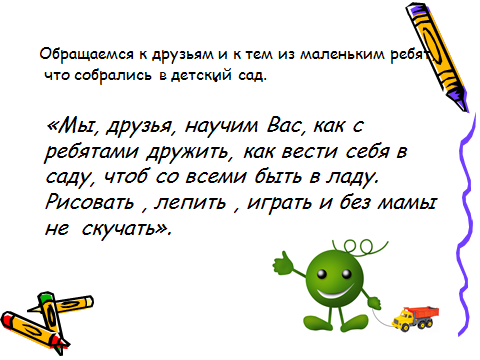 Обращаемся к друзьям и к тем из маленьким ребят,
что собрались в детский сад.
«Мы, друзья, научим Вас, как с
ребятами дружить, как вести себя в
саду, чтоб со всеми быть в ладу.
Рисовать , лепить , играть и без мамы
не скучать».